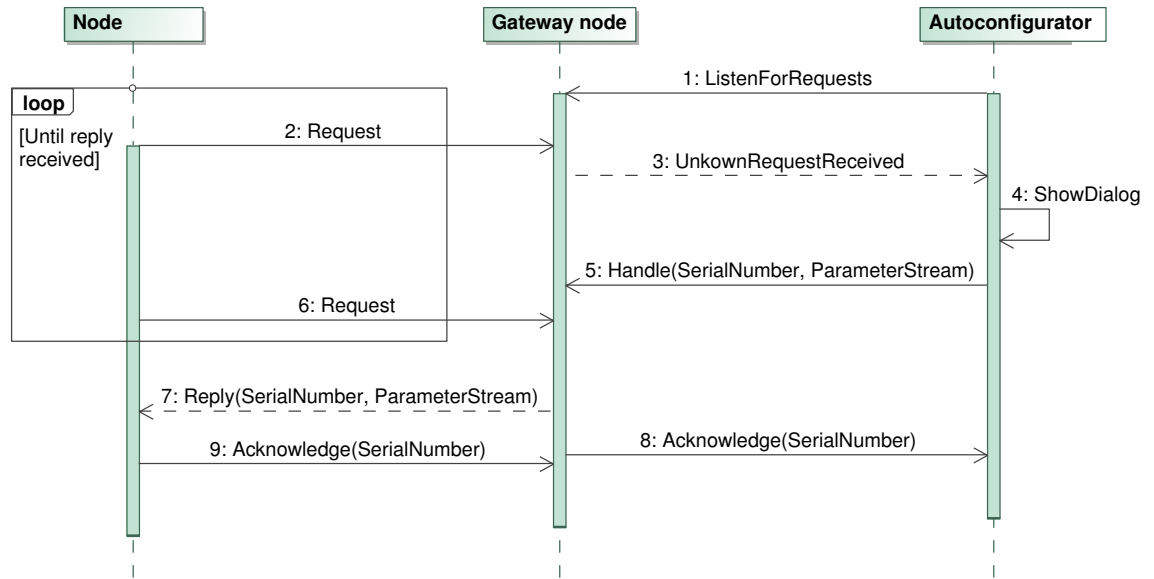 Node
Gateway node
Autoconfigurator
1: ListenForRequests
loop
[Until reply
received]
2: Request
3: UnkownRequestReceived
4: ShowDialog
5: Handle(SerialNumber, ParameterStream)
6: Request
7: Reply(SerialNumber, ParameterStream)
8: Acknowledge(SerialNumber)
9: Acknowledge(SerialNumber)